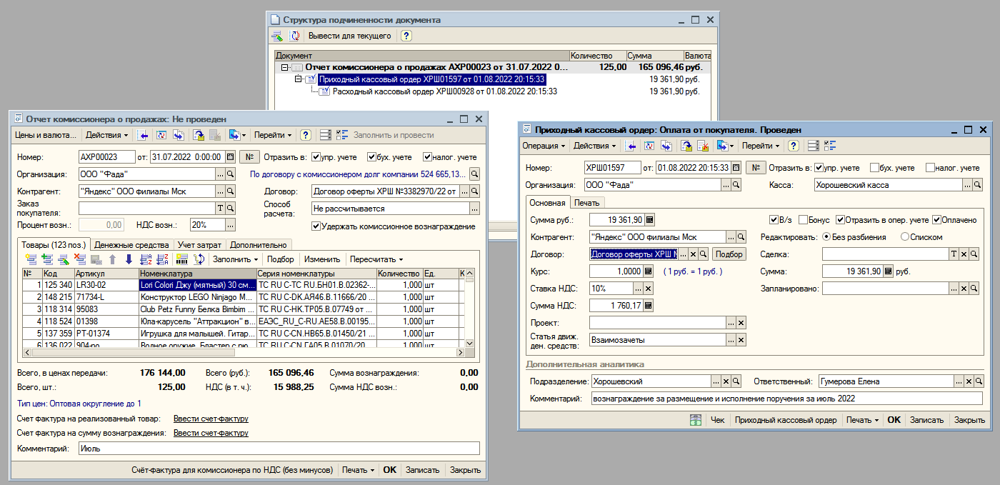 Структура подчиненности документа
Вывести для текущего
Документ Количество Сумма Валюта
Отчет комиссионера о продажах АХР00023 от 31.07.2022 0... 125,00 165 096,46 руб.
Приходный кассовый ордер ХРШ01597 от 01.08.2022 20:15:33 19 361,90 руб.
Расходный кассовый ордер ХРШ00928 от 01.08.2022 20:15:33 19 361,90 руб.
Отчет комиссионера о продажах: Не проведен
Цены и валюта... Действия Перейти Заполнить и провести
Номер: АХР00023 от: 31.07.2022 0:00:00 № Отразить в: упр. учете бух. учете налог. учете
Организация: ООО "Фада" По договору с комиссионером долг компании 524 665,13...
Контрагент: "Яндекс" ООО филиалы Мск Договор: Договор оферты ХРШ №3382970/22 от
Заказ покупателя: Способ расчета: Не рассчитывается
Процент возн.: 0,00 НДС возн.: 20% Удержать комиссионное вознаграждение
Товары (123 поз.) Денежные средства Учет затрат Дополнительно
Заполнить Подбор Изменить Пересчитать
№ Код Артикул Номенклатура Серия номенклатуры Количество Ед. К
1 125 340 LR30-02 Lori Colori Джу (мятный) 30 см... TC RU C-TC RU.БН01.В.02362-... 1,000 шт
2 148 215 71734-L Конструктор LEGO Ninjago М... TC RU C-DK.АЯ46.В.11666/20 ... 1,000 шт
3 118 314 95083 Club Petz Funny Белка Bimbim ... TC RU C-HK.ТР05.В.07749 от ... 1,000 шт
4 118 524 01398 Юла-карусель "Аттракцион" в... ЕАЭС_RU_C-RU.АЕ58.В.00195... 1,000 шт
5 137 359 PT-01374 Игрушка для малышей. Гитар... TC RU C-CN.НВ65.В.01450/21 ... 1,000 шт
6 136 022 904-по Водное оружие. Бластер с рю... TC RU C-CN.ГА05.В.01070/20 ... 1,000 шт
Всего, в ценах передачи: 176 144,00 Всего (руб.): 165 096,46 Сумма вознаграждения: 0,00
Всего, шт.: 125,00 НДС (в т. ч.): 15 988,25 Сумма НДС возн.: 0,00
Тип цен: Оптовая округление до 1
Счет фактура на реализованный товар: Ввести счет-фактуру
Счет фактура на сумму вознаграждения: Ввести счет-фактуру
Комментарий: Июль
Счёт-фактура для комиссионера по НДС (без минусов) Печать OK Записать Закрыть
Приходный кассовый ордер: Оплата от покупателя. Проведен
Операция Действия Перейти
Номер: ХРШ01597 от: 01.08.2022 20:15:33 № Отразить в: упр. учете бух. учете налог. учете
Организация: ООО "Фада" Касса: Хорошевский касса
Основная Печать
Сумма руб.: 19 361,90 В/s Бонус Отразить в опер. учете Оплачено
Контрагент: "Яндекс" ООО филиалы Мск Редактировать: Без разбиения Списком
Договор: Договор оферты ХРШ № Подбор Сделка: T
Курс: 1,0000 ( 1 руб. = 1 руб. ) Сумма: 19 361,90 руб.
Ставка НДС: 10% Запланировано:
Сумма НДС: 1 760,17
Проект:
Статья движ. ден. средств: Взаимозачеты
Дополнительная аналитика
Подразделение: Хорошевский Ответственный: Гумерова Елена
Комментарий: вознаграждение за размещение и исполнение поручения за июль 2022
Чек Приходный кассовый ордер Печать OK Записать Закрыть